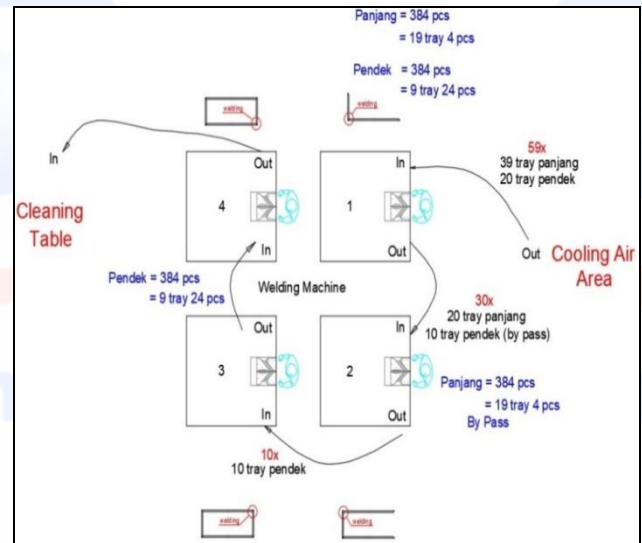 Panjang = 384 pcs
= 19 tray 4 pcs
Pendek = 384 pcs
= 9 tray 24 pcs
welding
welding
In
Out
In
59x
39 tray panjang
20 tray pendek
Cleaning
Table
4
1
In
Out
Out
Cooling Air
Area
Pendek = 384 pcs
= 9 tray 24 pcs
Welding Machine
30x
20 tray panjang
10 tray pendek (by pass)
Out
In
3
2
Panjang = 384 pcs
= 19 tray 4 pcs
By Pass
In
Out
10x
10 tray pendek
welding
welding